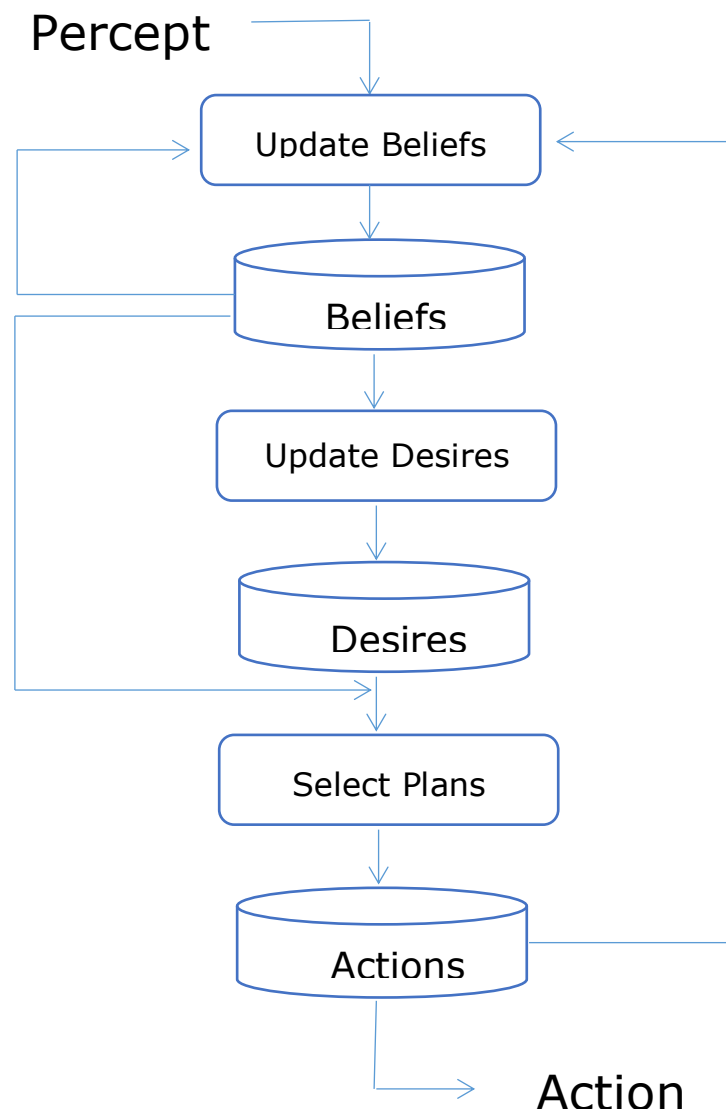 Percept
Update Beliefs
Beliefs
Update Desires
Desires
Select Plans
Actions
Action